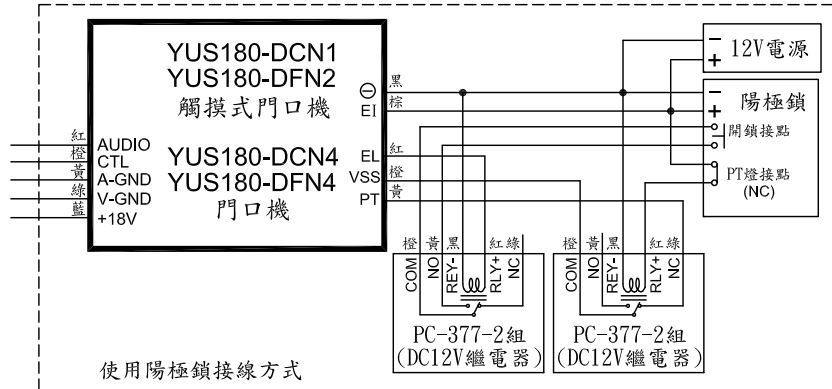 YUS180-DCN1
YUS180-DFN2
觸摸式門口機
YUS180-DCN4
YUS180-DFN4
門口機
紅 AUDIO
橙 CTL
黃 A-GND
綠 V-GND
藍 +18V
⊖ 黑
EI 棕
EL 紅
VSS 橙
PT 黃
- 12V電源
+
- 陽極鎖
+
開鎖接點
PT燈接點
(NC)
橙 黃 黑 紅 綠
COM NO REY- RLY+ NC
PC-377-2組
(DC12V繼電器)
橙 黃 黑 紅 綠
COM NO REY- RLY+ NC
PC-377-2組
(DC12V繼電器)
使用陽極鎖接線方式